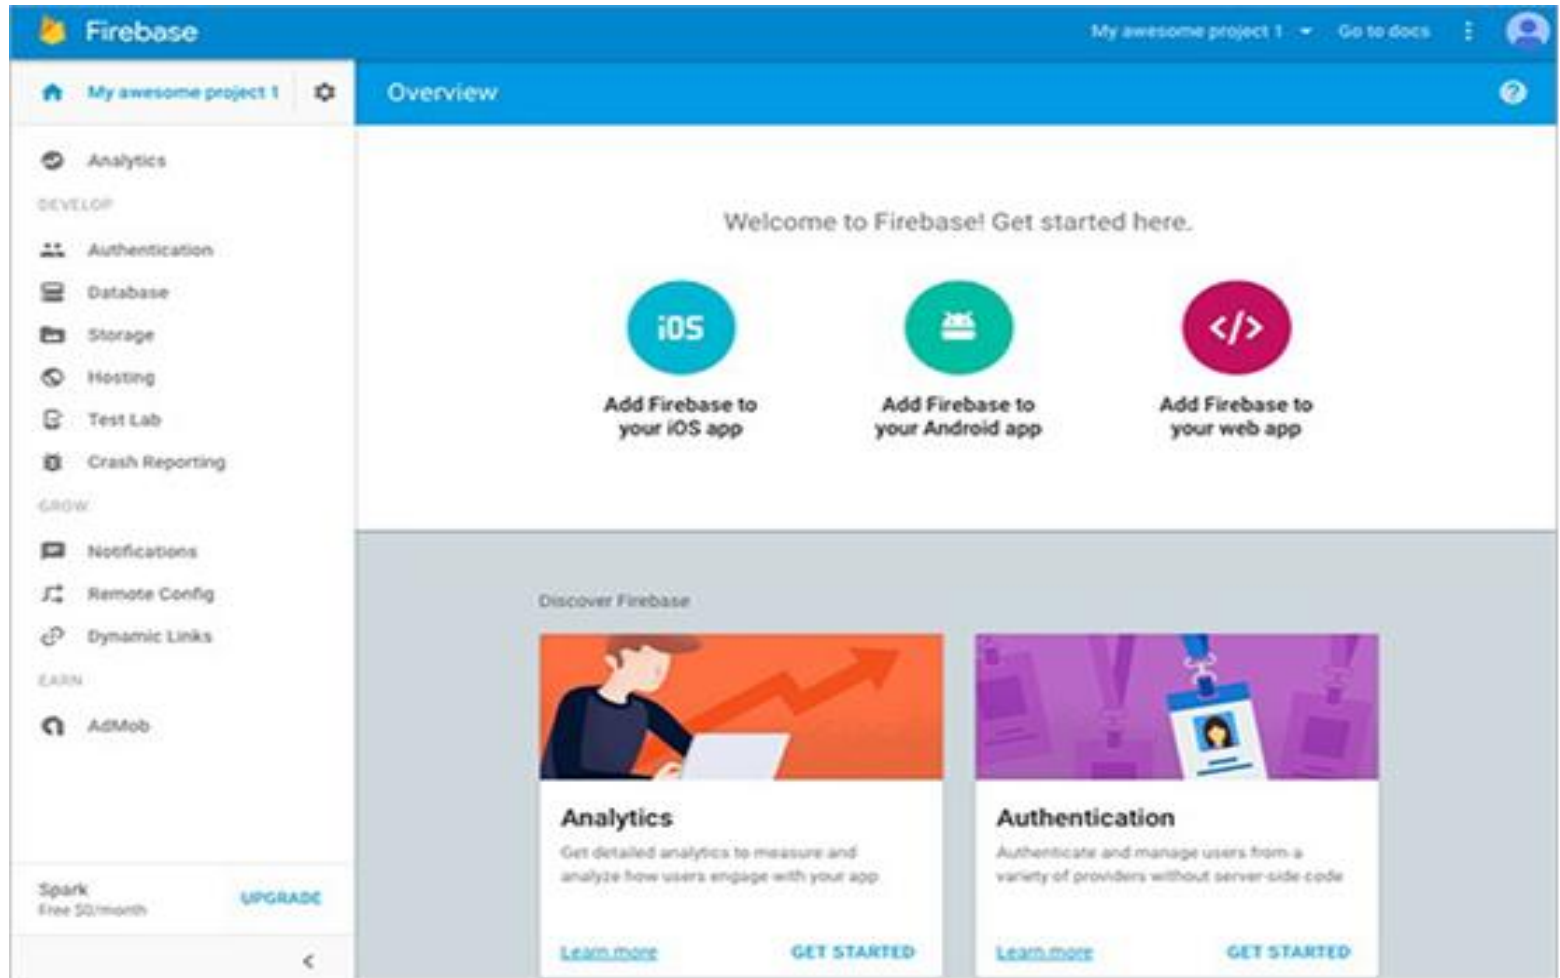 Firebase
My awesome project 1
Go to docs
My awesome project 1
Overview
Analytics
DEVELOP
Authentication
Database
Storage
Hosting
Test Lab
Crash Reporting
GROW
Notifications
Remote Config
Dynamic Links
EARN
AdMob
Spark
Free $0/month
UPGRADE
Welcome to Firebase! Get started here.
iOS
</>
Add Firebase to
your iOS app
Add Firebase to
your Android app
Add Firebase to
your web app
Discover Firebase
Analytics
Get detailed analytics to measure and
analyze how users engage with your app
Learn more
GET STARTED
Authentication
Authenticate and manage users from a
variety of providers without server-side code
Learn more
GET STARTED